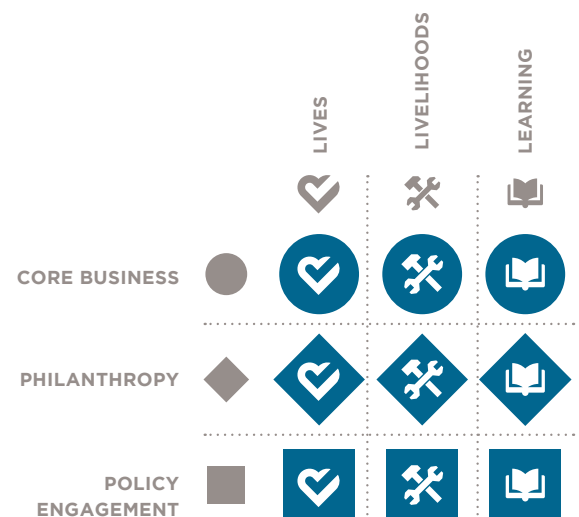 LIVES
LIVELIHOODS
LEARNING
CORE BUSINESS
PHILANTHROPY
POLICY
ENGAGEMENT